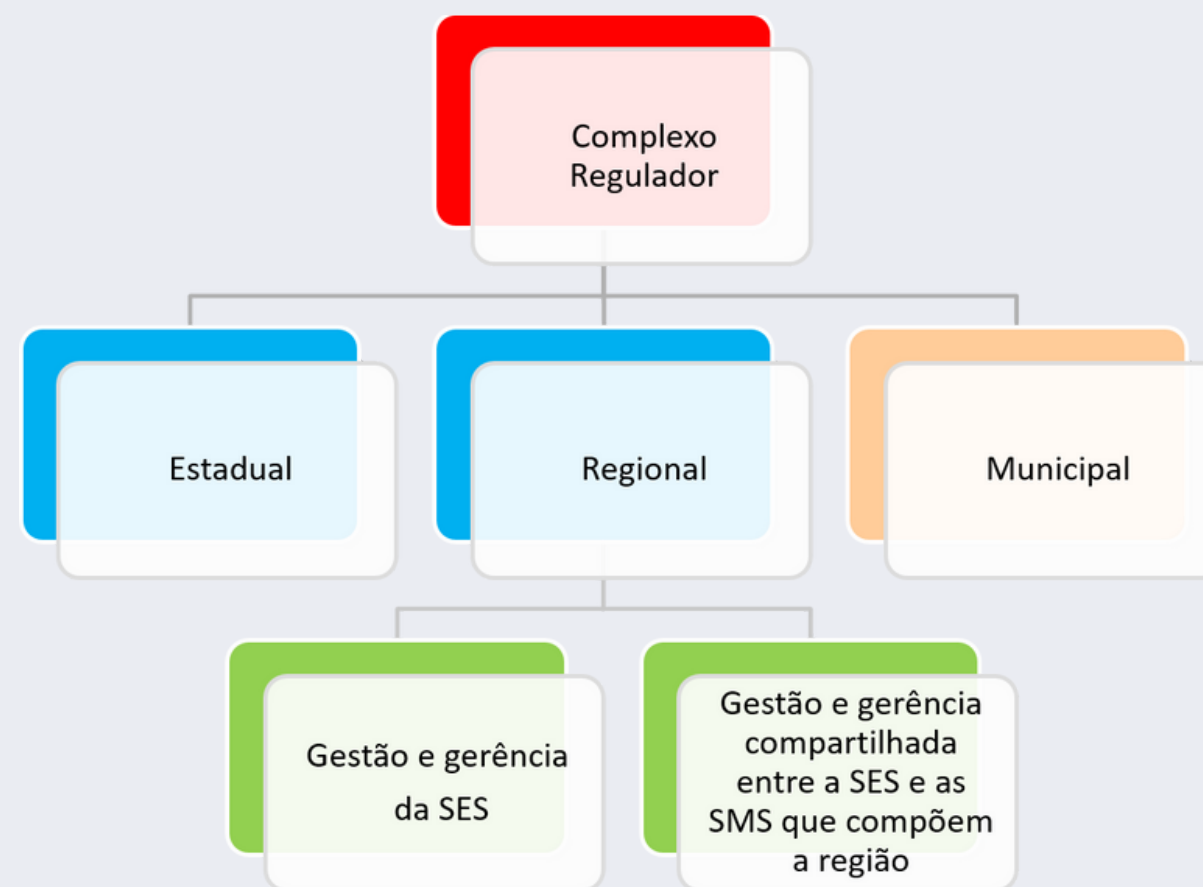 Complexo
Regulador
Estadual
Regional
Municipal
Gestão e gerência
da SES
Gestão e gerência
compartilhada
entre a SES e as
SMS que compõem
a região